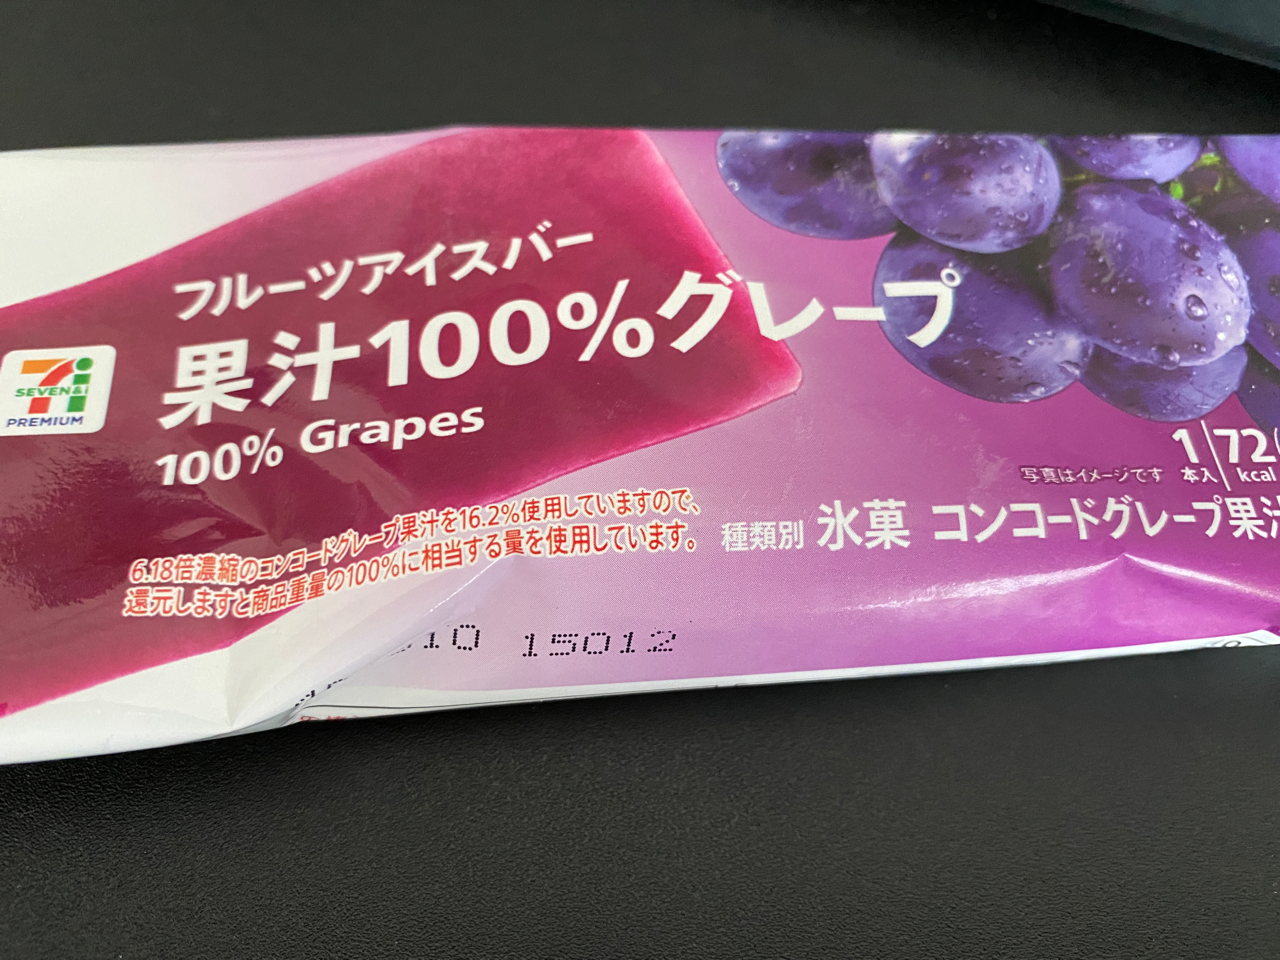 フルーツアイスバー
果汁100%グレープ
100% Grapes
SEVEN&i
PREMIUM
1本入
72
kcal
写真はイメージです
種類別 氷菓 コンコードグレープ果汁
6.18倍濃縮のコンコードグレープ果汁を16.2%使用していますので、
還元しますと商品重量の100%に相当する量を使用しています。
10 15012